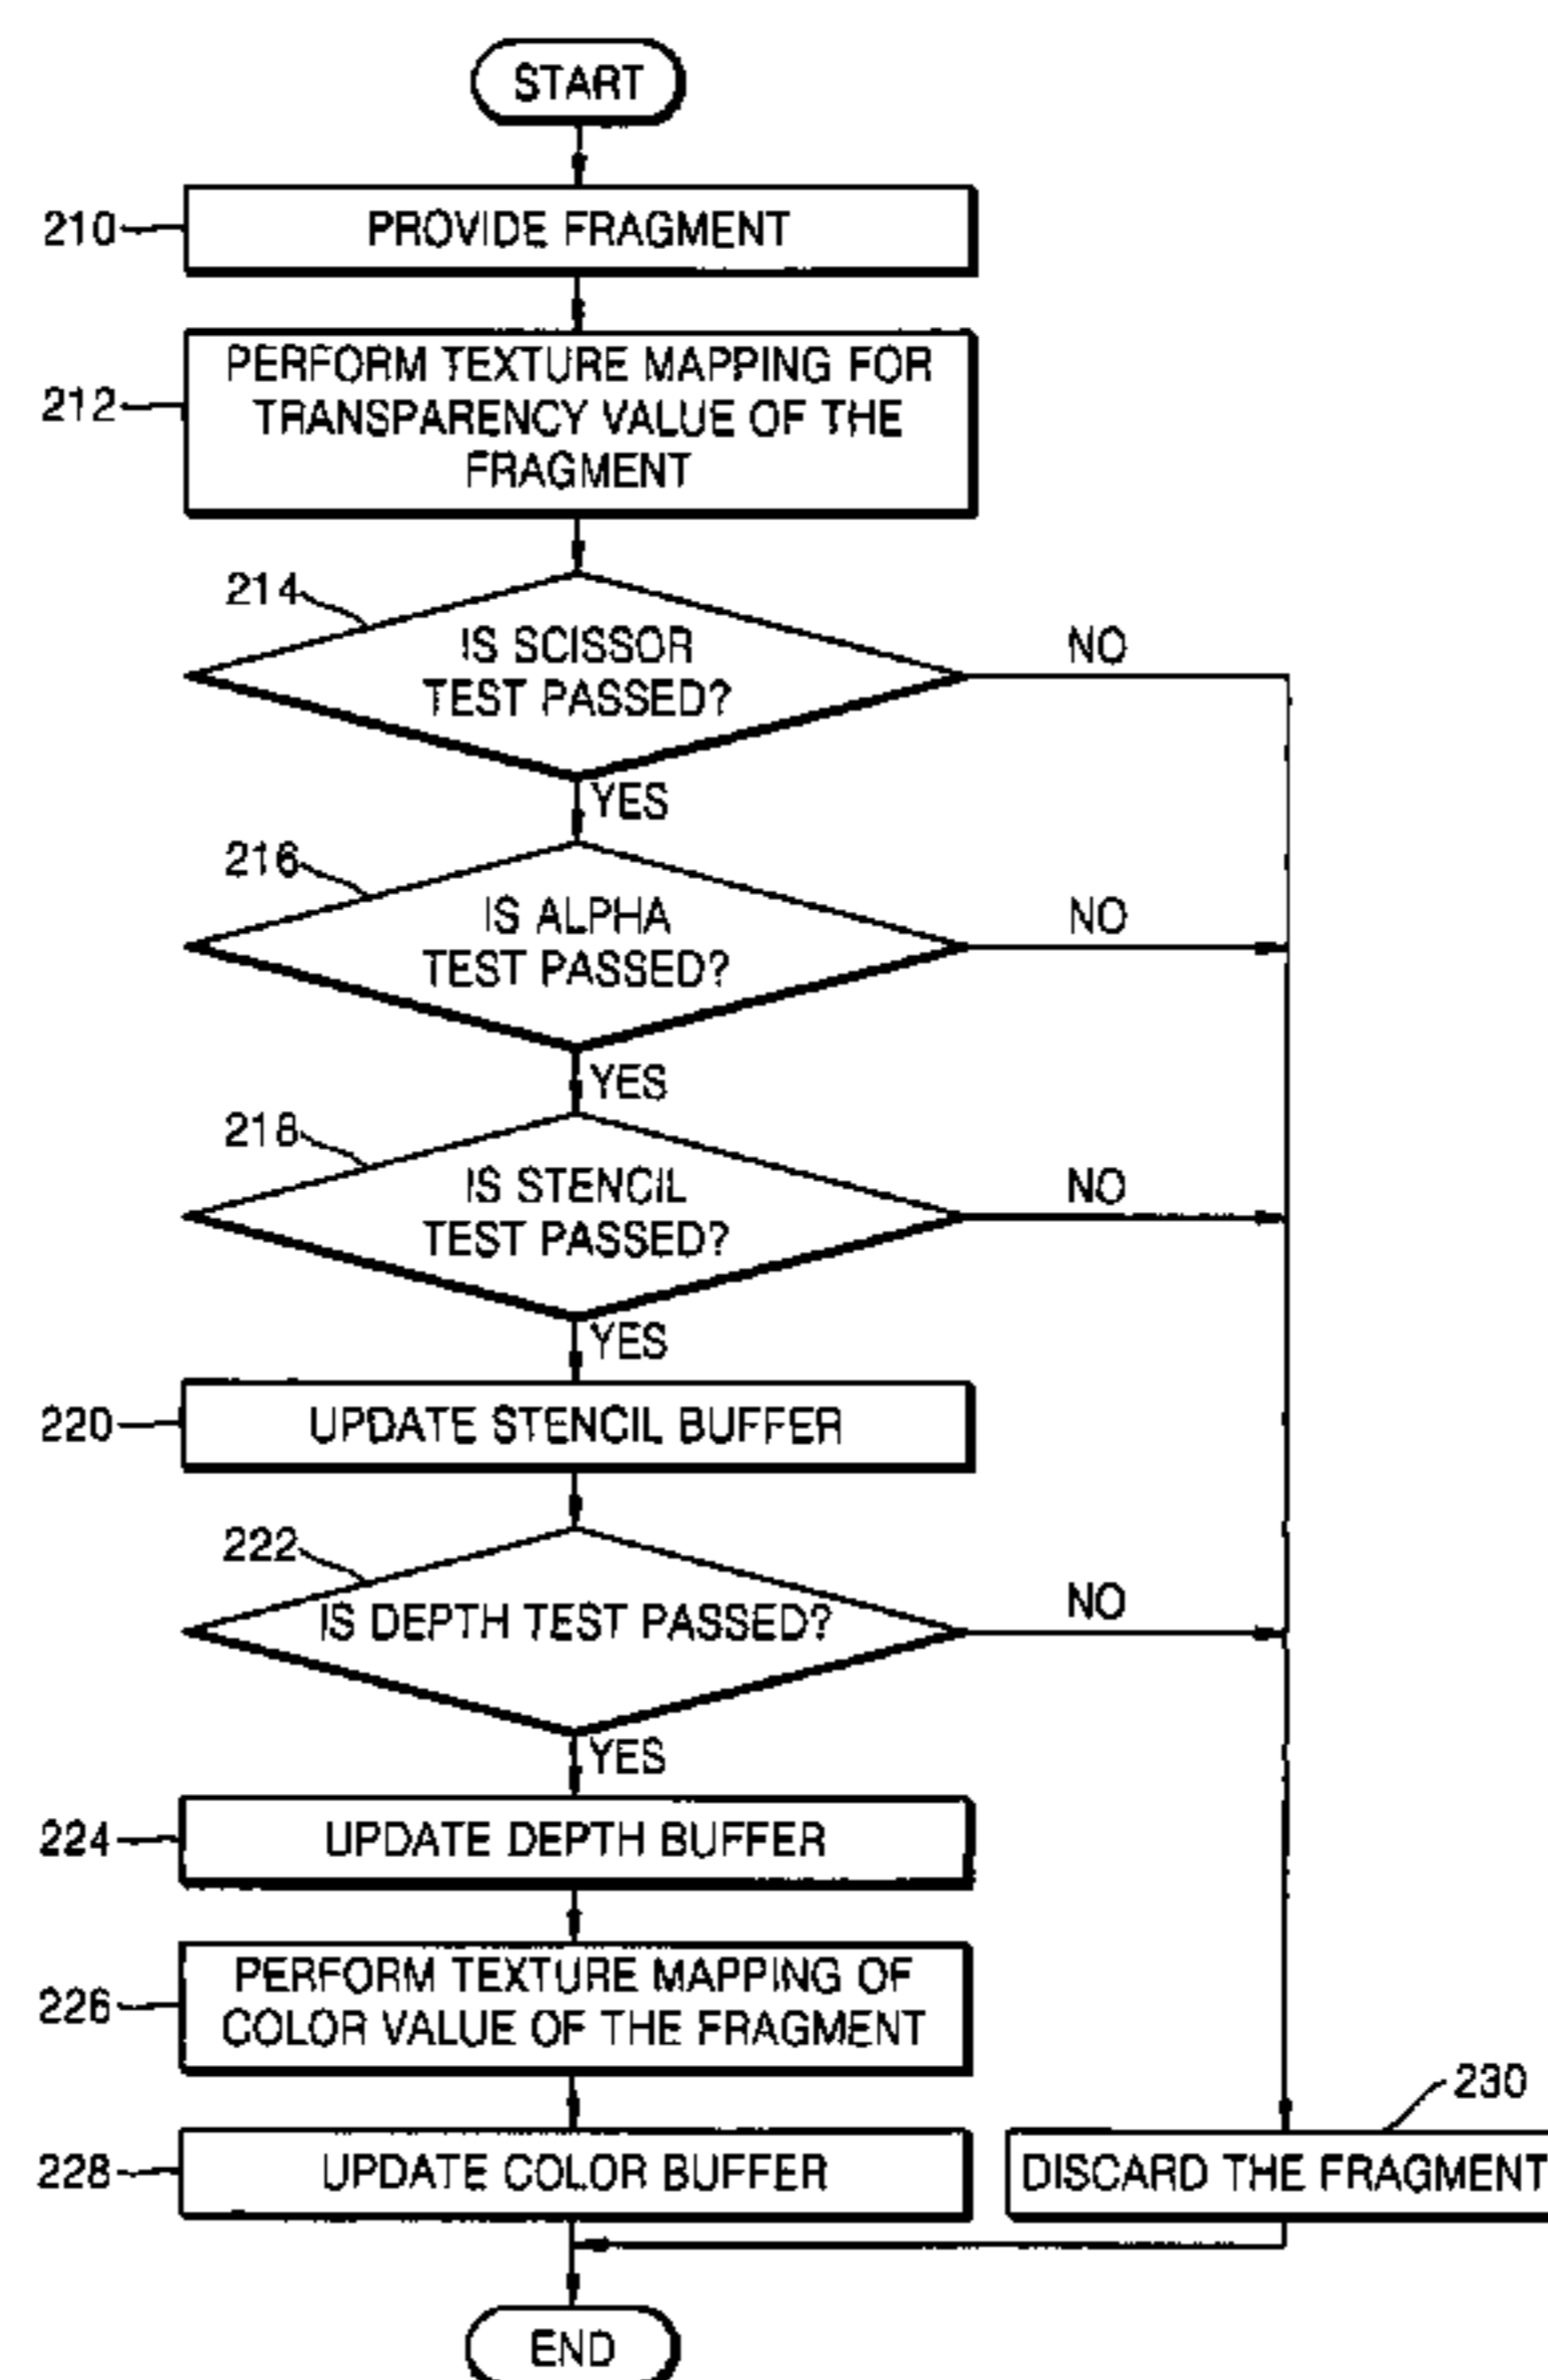 START
210
PROVIDE FRAGMENT
212
PERFORM TEXTURE MAPPING FOR
TRANSPARENCY VALUE OF THE
FRAGMENT
214
IS SCISSOR
TEST PASSED?
NO
YES
216
IS ALPHA
TEST PASSED?
NO
YES
218
IS STENCIL
TEST PASSED?
NO
YES
220
UPDATE STENCIL BUFFER
222
IS DEPTH TEST PASSED?
NO
YES
224
UPDATE DEPTH BUFFER
226
PERFORM TEXTURE MAPPING OF
COLOR VALUE OF THE FRAGMENT
228
UPDATE COLOR BUFFER
230
DISCARD THE FRAGMENT
END